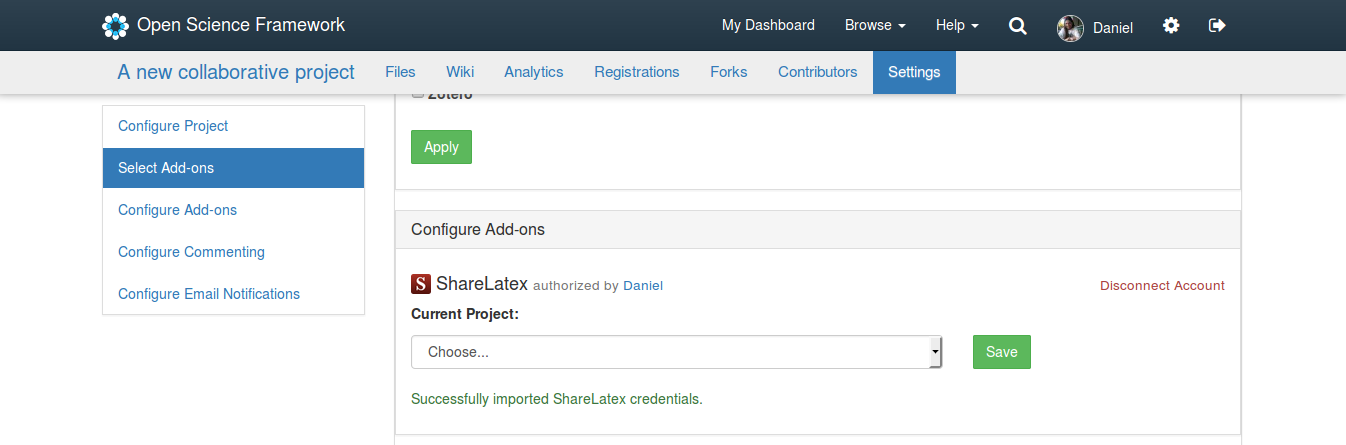 Open Science Framework My Dashboard Browse Help Daniel
A new collaborative project Files Wiki Analytics Registrations Forks Contributors Settings
Zotero
Configure Project
Select Add-ons
Configure Add-ons
Configure Commenting
Configure Email Notifications
Apply
Configure Add-ons
S ShareLatex authorized by Daniel Disconnect Account
Current Project:
Choose... Save
Successfully imported ShareLatex credentials.